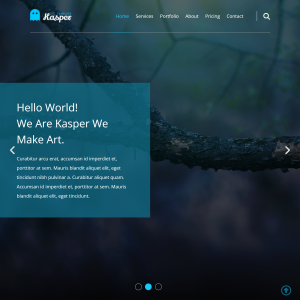 Kasper
Home Services Portfolio About Pricing Contact
Hello World!
We Are Kasper We
Make Art.
Curabitur arcu erat, accumsan id imperdiet et,
porttitor at sem. Mauris blandit aliquet elit, eget
tincidunt nibh pulvinar a. Curabitur aliquet quam.
Accumsan id imperdiet et, porttitor at sem. Mauris
blandit aliquet elit, eget tincidunt.